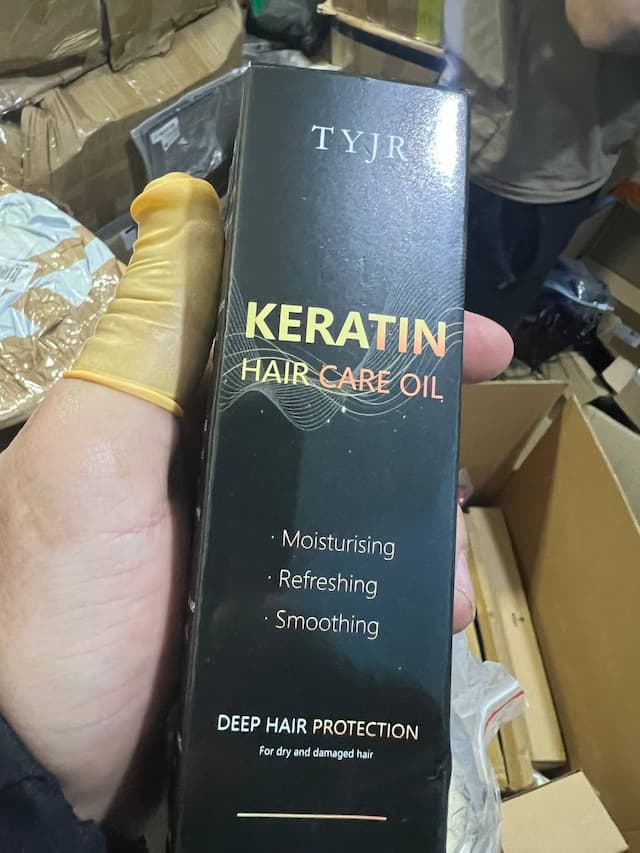 TYJR
KERATIN
HAIR CARE OIL
· Moisturising
· Refreshing
· Smoothing
DEEP HAIR PROTECTION
For dry and damaged hair